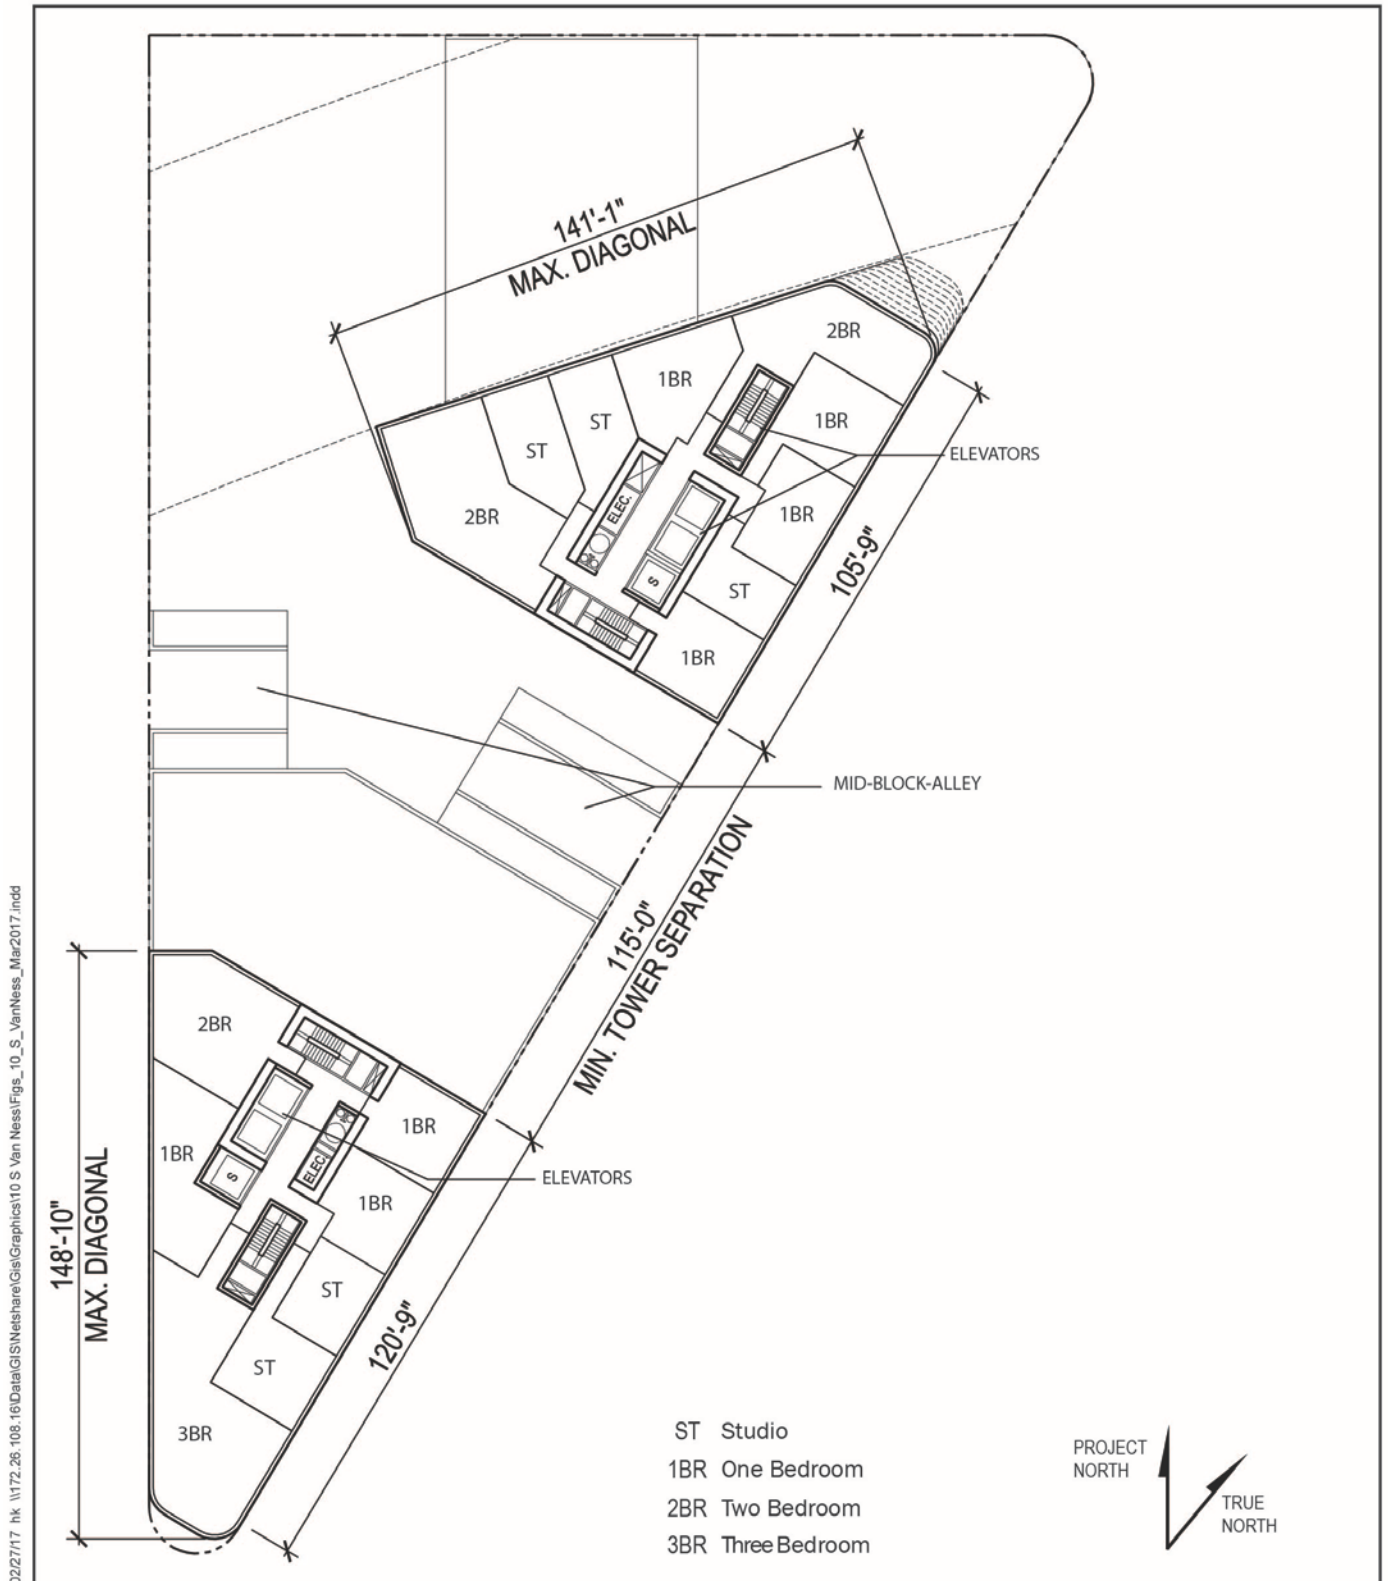 141'-1"
MAX. DIAGONAL
2BR
1BR
1BR
ST
ST
ELEVATORS
2BR
ELEC.
1BR
105'-9"
S
ST
1BR
MID-BLOCK-ALLEY
115'-0"
MIN. TOWER SEPARATION
2BR
1BR
1BR
ELEC.
S
ELEVATORS
1BR
148'-10"
MAX. DIAGONAL
ST
120'-9"
ST
3BR
ST Studio
1BR One Bedroom
2BR Two Bedroom
3BR Three Bedroom
PROJECT
NORTH
TRUE
NORTH
02/27/17 hk \\172.26.108.16\Data\GIS\Netshare\Gis\Graphics\10 S Van Ness\Figs_10_S_VanNess_Mar2017.indd